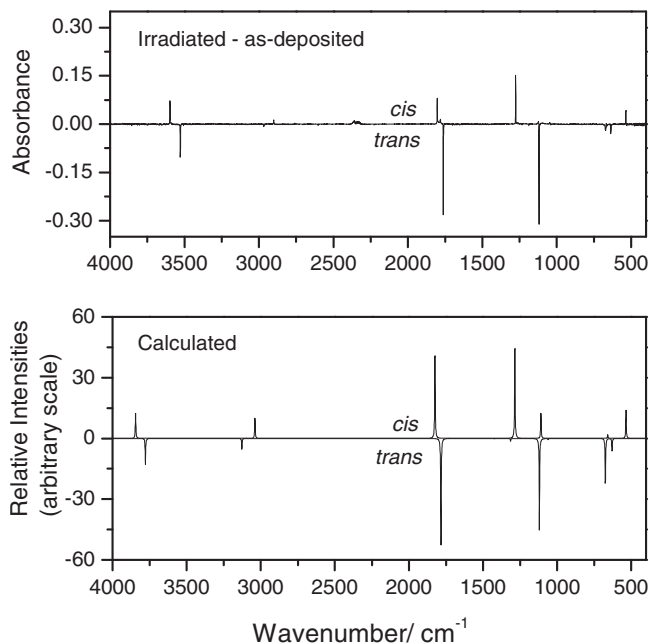 Irradiated - as-deposited
0.30
0.15
0.00
-0.15
-0.30
Absorbance
cis
trans
4000 3500 3000 2500 2000 1500 1000 500
Calculated
60
30
0
-30
-60
Relative Intensities
(arbitrary scale)
cis
trans
4000 3500 3000 2500 2000 1500 1000 500
Wavenumber/ cm⁻¹